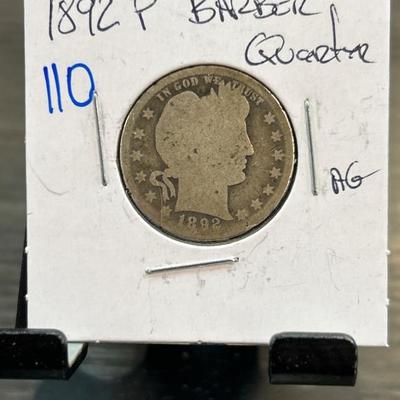 1892 P BARBER
Quarter
110
IN GOD WE TRUST
1892
AG